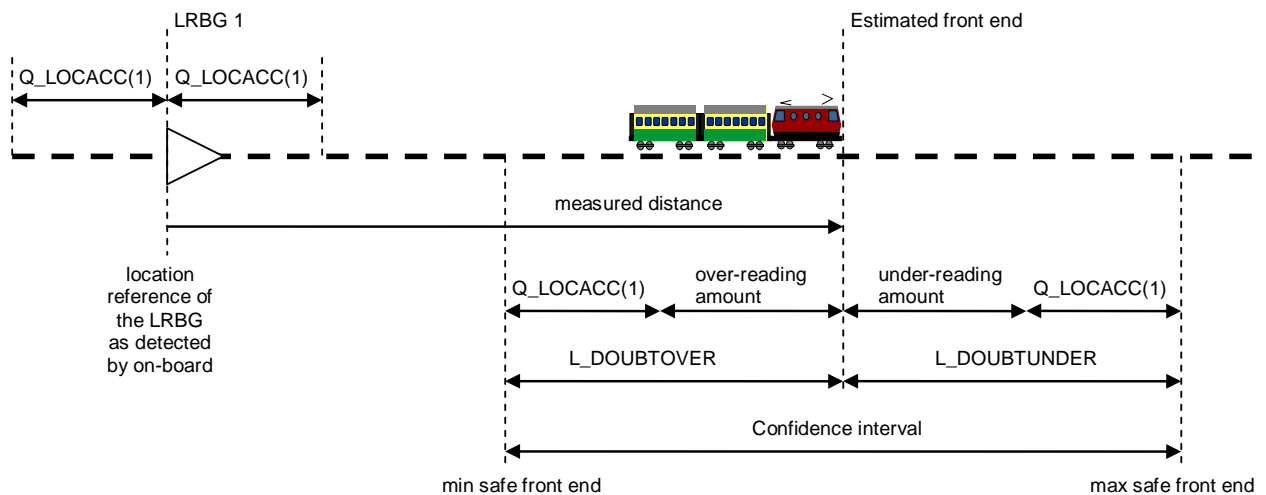 LRBG 1
Estimated front end
Q_LOCACC(1)
Q_LOCACC(1)
measured distance
location
reference of
the LRBG
as detected
by on-board
Q_LOCACC(1)
over-reading
amount
under-reading
amount
Q_LOCACC(1)
L_DOUBTOVER
L_DOUBTUNDER
Confidence interval
min safe front end
max safe front end